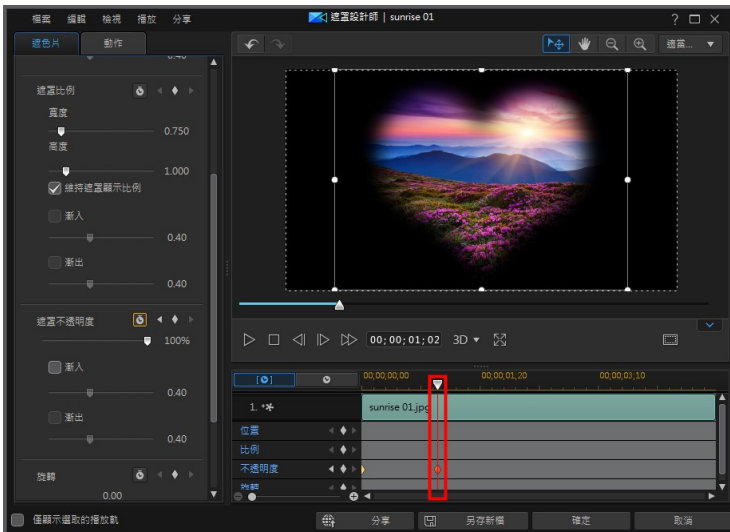 檔案 編輯 檢視 播放 分享 遮罩設計師 | sunrise 01 ?
遮色片 動作
適當... 
0.40
遮罩比例
寬度
0.750
高度
1.000
維持遮罩顯示比例
漸入
0.40
漸出
0.40
遮罩不透明度
100%
漸入
0.40
漸出
0.40
旋轉
0.00
00;00;01;02 3D
00;00;00;00 00;00;01;20 00;00;03;10
1. sunrise 01.jpg
位置
比例
不透明度
旋轉
僅顯示選取的播放軌 分享 另存新檔 確定 取消